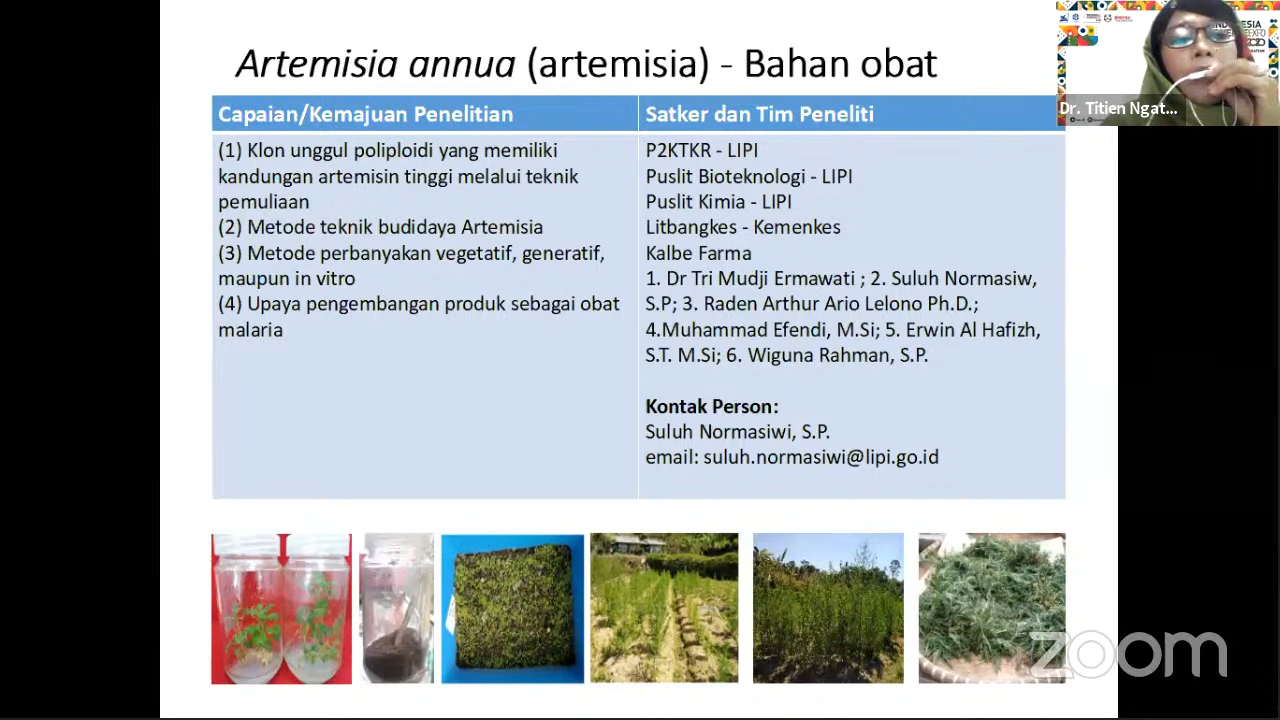 Artemisia annua (artemisia) - Bahan obat
Dr. Titien Ngat...
Capaian/Kemajuan Penelitian
(1) Klon unggul poliploidi yang memiliki
kandungan artemisin tinggi melalui teknik
pemuliaan
(2) Metode teknik budidaya Artemisia
(3) Metode perbanyakan vegetatif, generatif,
maupun in vitro
(4) Upaya pengembangan produk sebagai obat
malaria
Satker dan Tim Peneliti
P2KTKR - LIPI
Puslit Bioteknologi - LIPI
Puslit Kimia - LIPI
Litbangkes - Kemenkes
Kalbe Farma
1. Dr Tri Mudji Ermawati ; 2. Suluh Normasiw,
S.P; 3. Raden Arthur Ario Lelono Ph.D.;
4.Muhammad Efendi, M.Si; 5. Erwin Al Hafizh,
S.T. M.Si; 6. Wiguna Rahman, S.P.
Kontak Person:
Suluh Normasiwi, S.P.
email: suluh.normasiwi@lipi.go.id
zoom